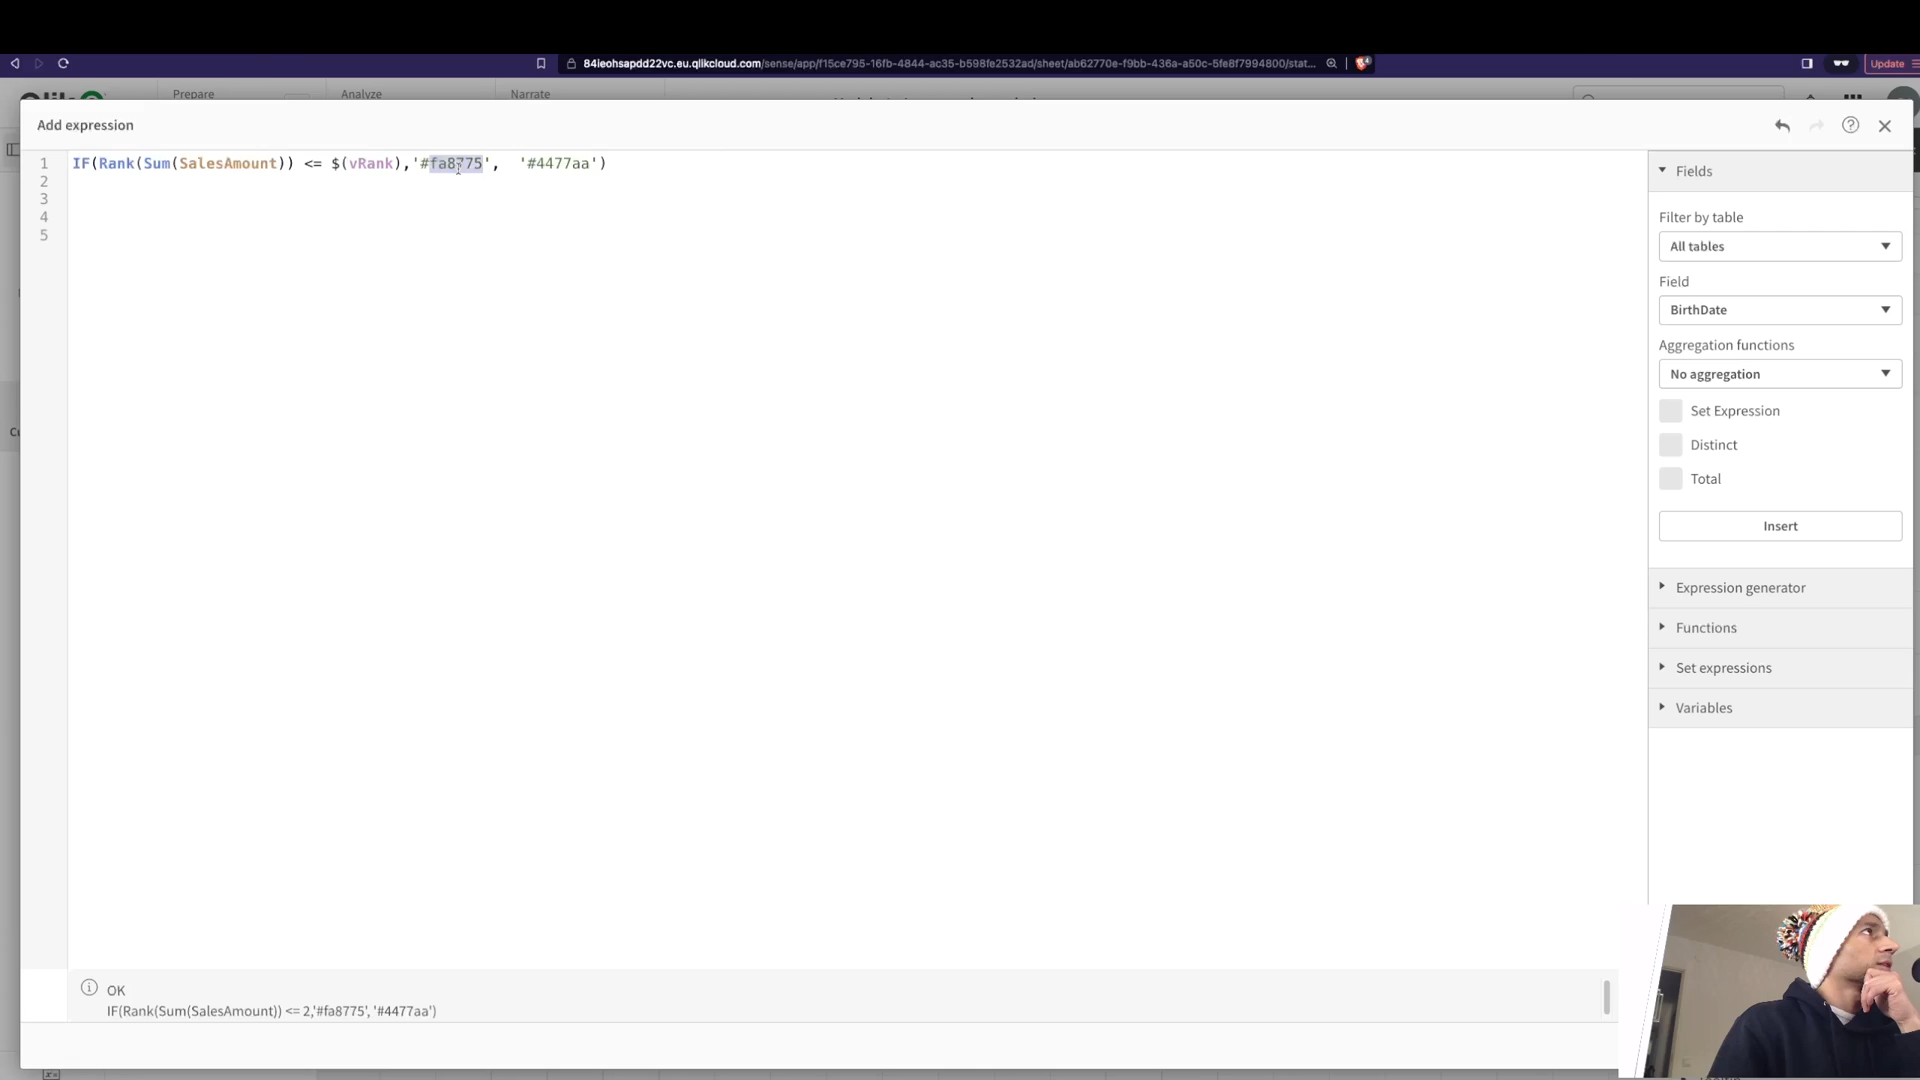 84ieohsapdd22vc.eu.qlikcloud.com/sense/app/f15ce795-16fb-4844-ac35-b598fe2532ad/sheet/ab62770e-f9bb-436a-a50c-5fe8f7994800/stat...
Update
Prepare
Analyze
Narrate
Add expression
1 IF(Rank(Sum(SalesAmount)) <= $(vRank),'#fa8775', '#4477aa')
2
3
4
5
Fields
Filter by table
All tables
Field
BirthDate
Aggregation functions
No aggregation
Set Expression
Distinct
Total
Insert
Expression generator
Functions
Set expressions
Variables
OK
IF(Rank(Sum(SalesAmount)) <= 2,'#fa8775', '#4477aa')